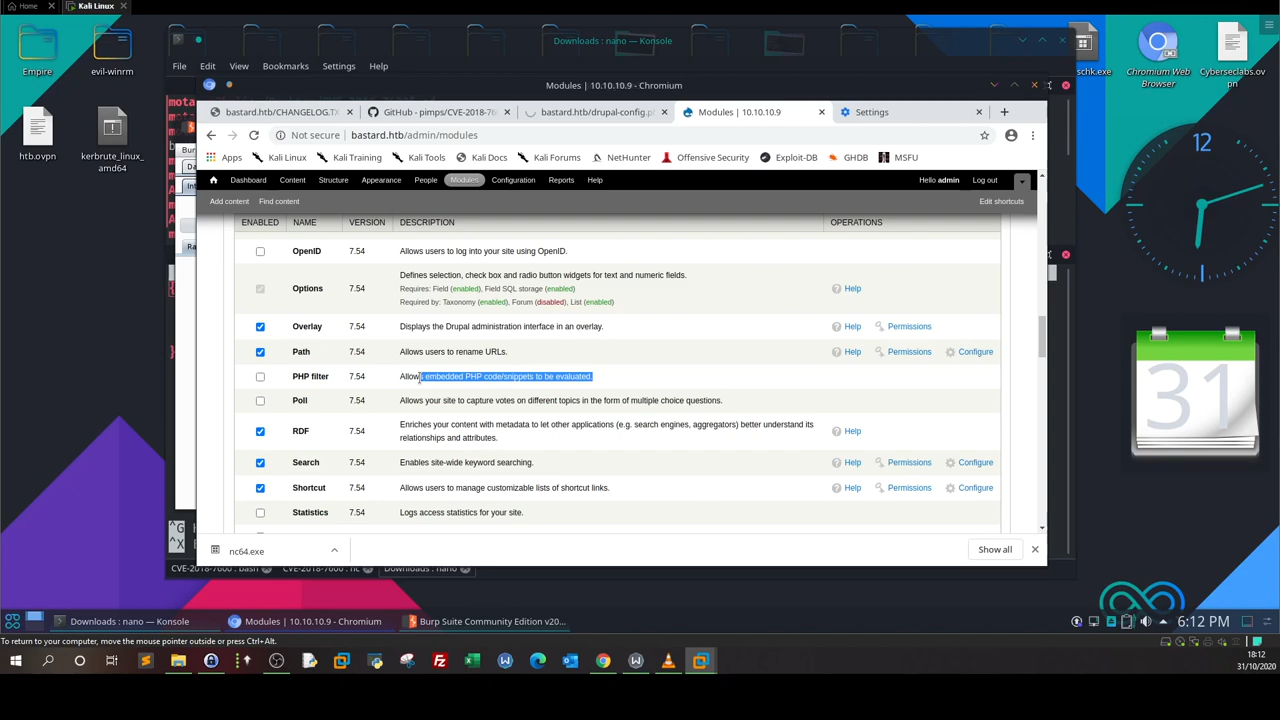 Home
Kali Linux
Downloads : nano — Konsole
File Edit View Bookmarks Settings Help
Empire
evil-winrm
htb.ovpn
kerbrute_linux_amd64
Modules | 10.10.10.9 - Chromium
bastard.htb/CHANGELOG.TX
GitHub - pimps/CVE-2018-76
bastard.htb/drupal-config.p
Modules | 10.10.10.9
Settings
Not secure | bastard.htb/admin/modules
Apps Kali Linux Kali Training Kali Tools Kali Docs Kali Forums NetHunter Offensive Security Exploit-DB GHDB MSFU
Dashboard Content Structure Appearance People Modules Configuration Reports Help Hello admin Log out
Add content Find content Edit shortcuts
ENABLED NAME VERSION DESCRIPTION OPERATIONS
OpenID 7.54 Allows users to log into your site using OpenID.
Options 7.54 Defines selection, check box and radio button widgets for text and numeric fields.
Requires: Field (enabled), Field SQL storage (enabled)
Required by: Taxonomy (enabled), Forum (disabled), List (enabled)
Help
Overlay 7.54 Displays the Drupal administration interface in an overlay. Help Permissions
Path 7.54 Allows users to rename URLs. Help Permissions Configure
PHP filter 7.54 Allows embedded PHP code/snippets to be evaluated.
Poll 7.54 Allows your site to capture votes on different topics in the form of multiple choice questions.
RDF 7.54 Enriches your content with metadata to let other applications (e.g. search engines, aggregators) better understand its
relationships and attributes.
Help
Search 7.54 Enables site-wide keyword searching. Help Permissions Configure
Shortcut 7.54 Allows users to manage customizable lists of shortcut links. Help Permissions Configure
Statistics 7.54 Logs access statistics for your site.
nc64.exe
Show all
CVE-2018-7600 : bash
CVE-2018-7600 : nc
Downloads : nano
schk.exe
Chromium Web Browser
Cyberseclabs.ovpn
12
31
Downloads : nano — Konsole
Modules | 10.10.10.9 - Chromium
Burp Suite Community Edition v20...
6:12 PM
To return to your computer, move the mouse pointer outside or press Ctrl+Alt.
18:12
31/10/2020